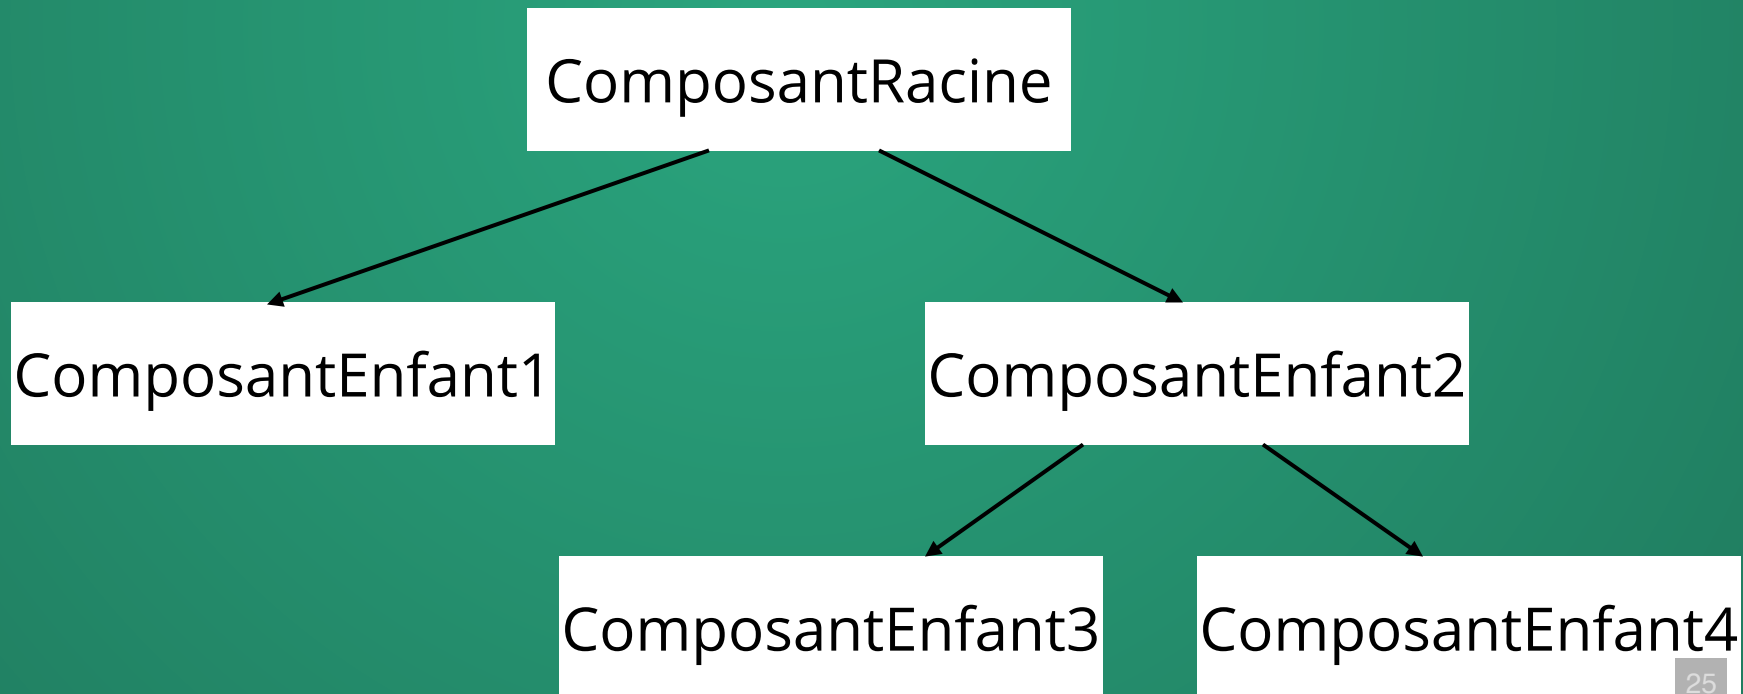 ComposantRacine
ComposantEnfant1
ComposantEnfant2
ComposantEnfant3
ComposantEnfant4
25